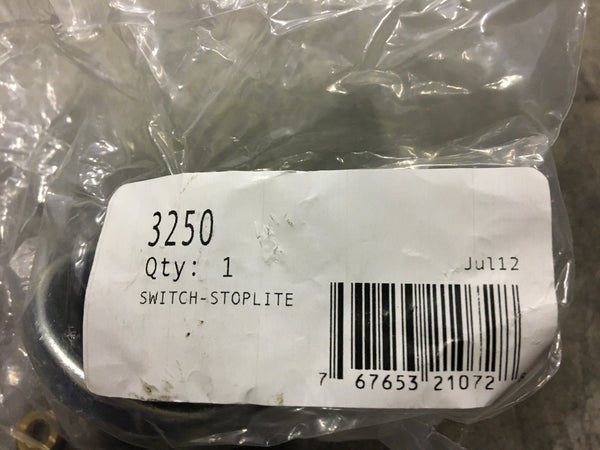 3250
Qty: 1
Jul12
SWITCH-STOPLITE
7 67653 21072